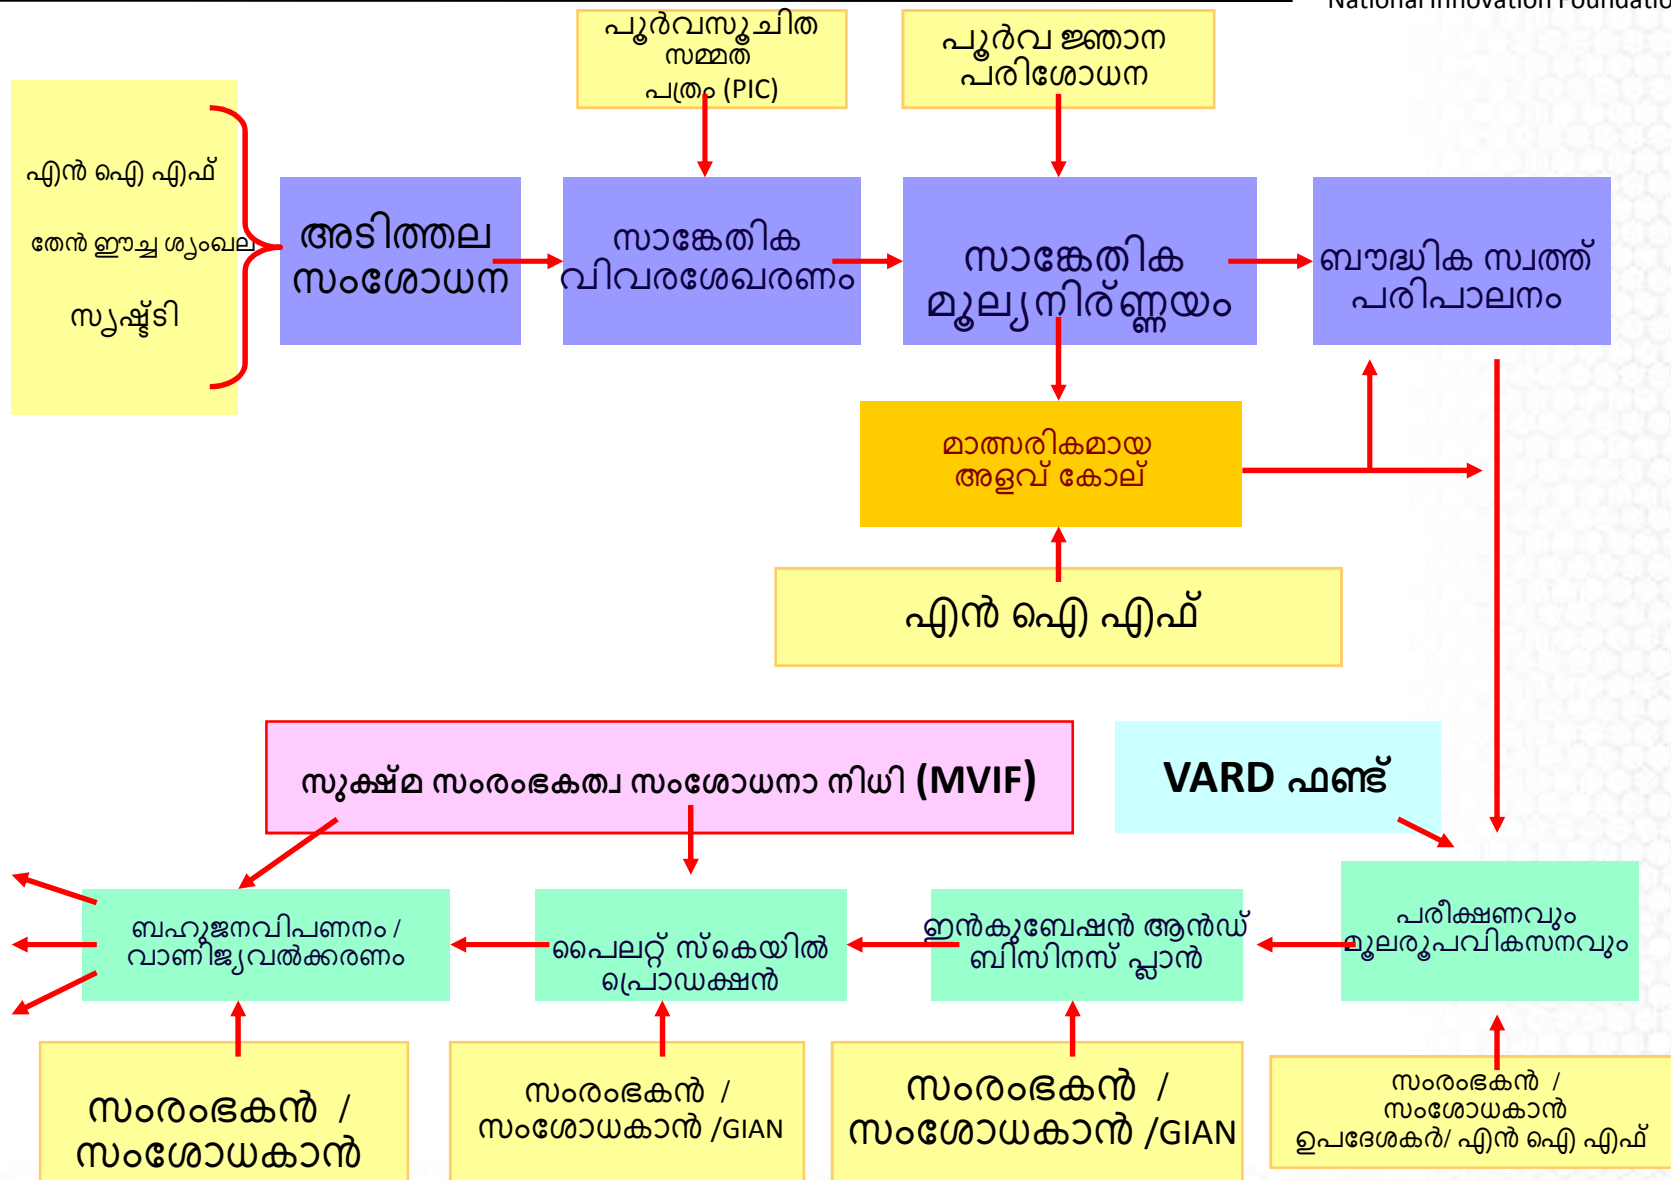 National Innovation Foundatio
പൂർവസൂചിത
സമ്മത
പത്രം (PIC)
പൂർവ ജ്ഞാന
പരിശോധന
എൻ ഐ എഫ്
തേൻ ഈച്ച ശൃംഖല
സൃഷ്ട്ടി
അടിത്തല
സംശോധന
സാങ്കേതിക
വിവരശേഖരണം
സാങ്കേതിക
മൂല്യനിര്ണ്ണയം
ബൗദ്ധിക സ്വത്ത്
പരിപാലനം
മാത്സരികമായ
അളവ് കോല്
എൻ ഐ എഫ്
സുക്ഷ്മ സംരംഭകത്വ സംശോധനാ നിധി (MVIF)
VARD ഫണ്ട്
ബഹുജനവിപണനം /
വാണിജ്യവൽക്കരണം
പൈലറ്റ് സ്കെയിൽ
പ്രൊഡക്ഷൻ
ഇൻകുബേഷൻ ആൻഡ്
ബിസിനസ് പ്ലാൻ
പരീക്ഷണവും
മൂലരൂപവികസനവും
സംരംഭകൻ /
സംശോധകാൻ
സംരംഭകൻ /
സംശോധകാൻ /GIAN
സംരംഭകൻ /
സംശോധകാൻ /GIAN
സംരംഭകൻ /
സംശോധകാൻ
ഉപദേശകർ/ എൻ ഐ എഫ്